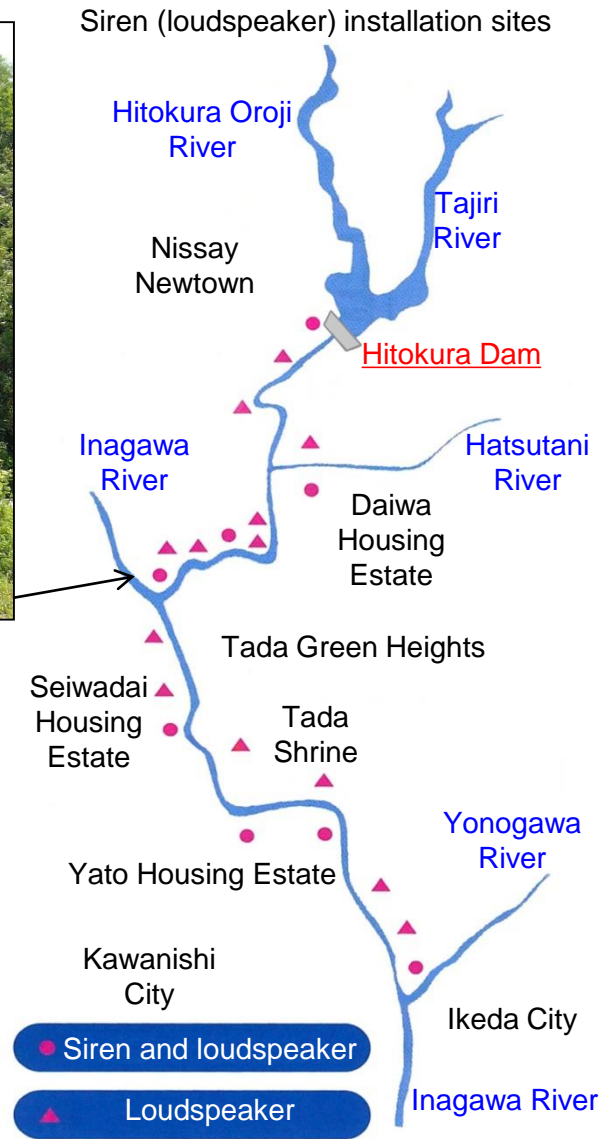 Siren (loudspeaker) installation sites
Hitokura Oroji
River
Tajiri
River
Nissay
Newtown
Hitokura Dam
Inagawa
River
Hatsutani
River
Daiwa
Housing
Estate
Tada Green Heights
Seiwadai
Housing
Estate
Tada
Shrine
Yonogawa
River
Yato Housing Estate
Kawanishi
City
Ikeda City
Siren and loudspeaker
Inagawa River
Loudspeaker